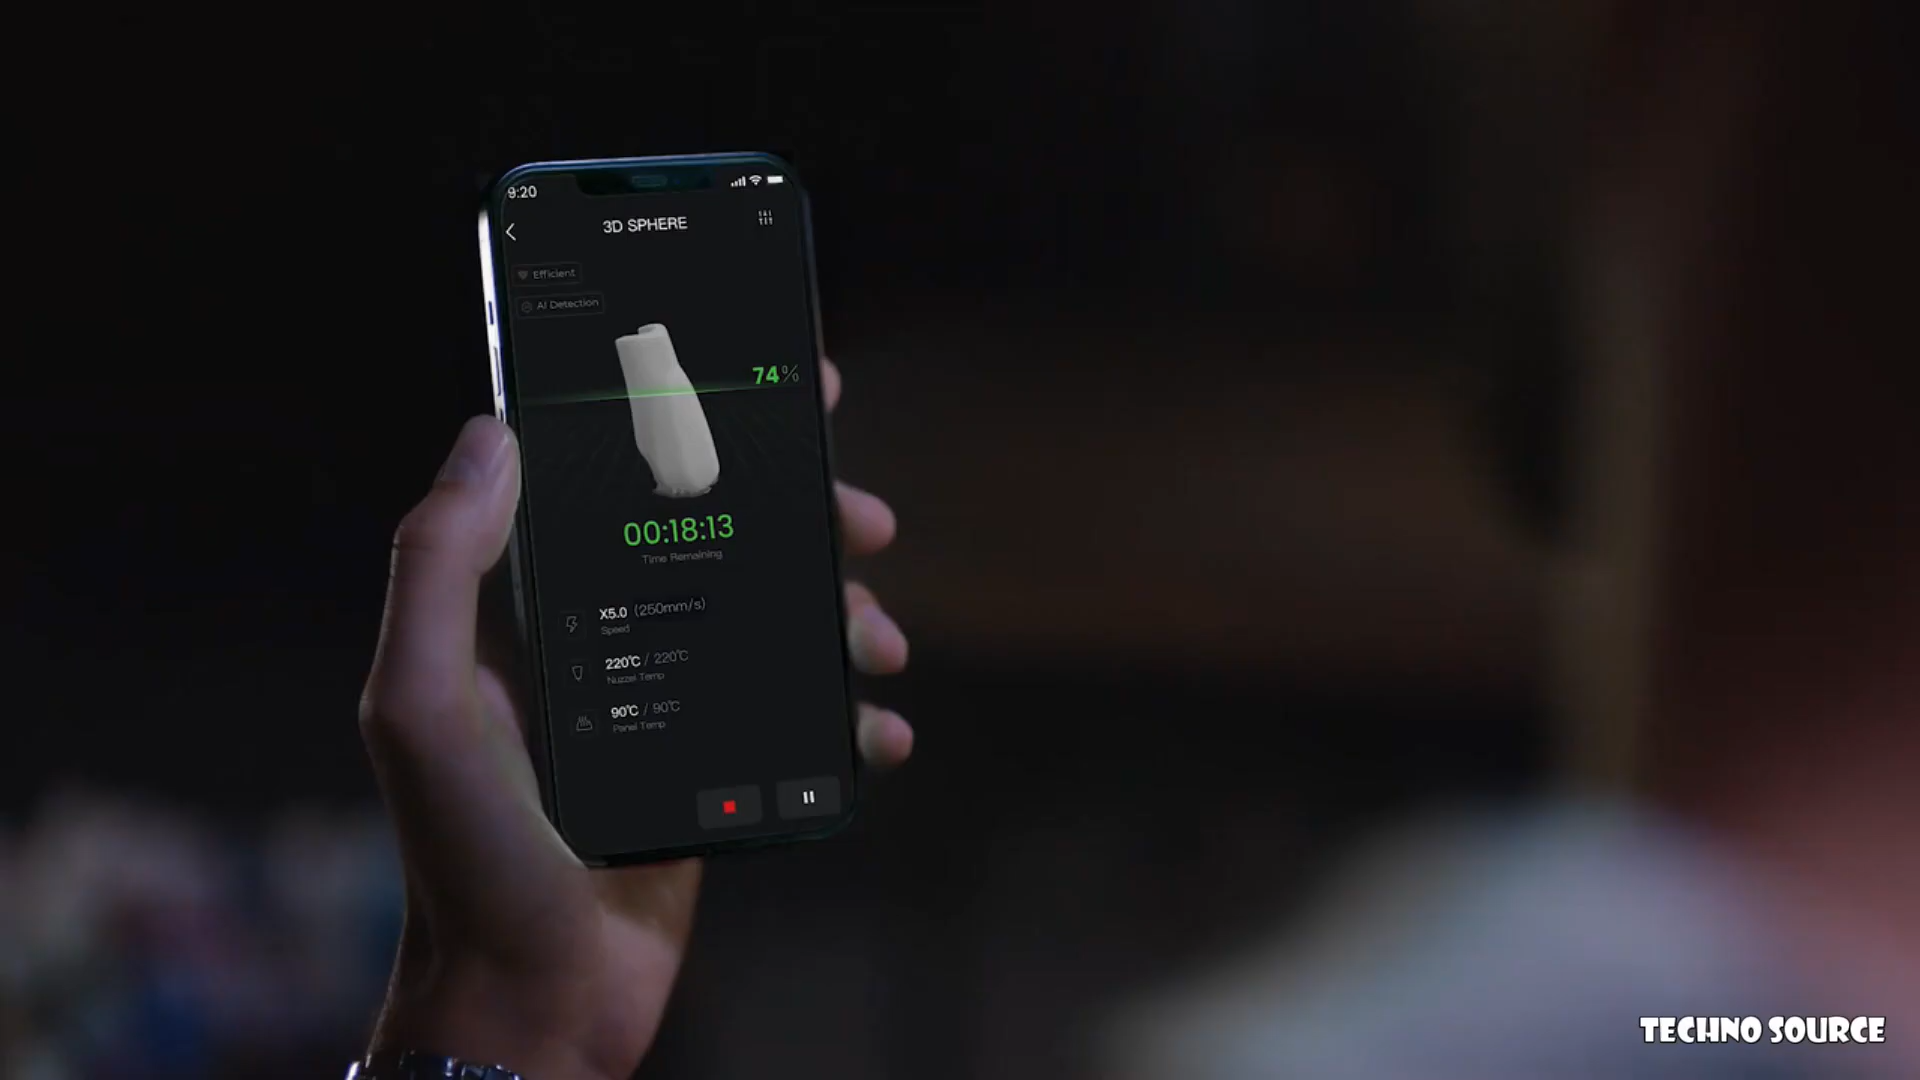 9:20
3D SPHERE
Efficient
AI Detection
74%
00:18:13
Time Remaining
X5.0 (250mm/s)
Speed
220℃ / 220℃
Nuzzel Temp
90℃ / 90℃
Panel Temp
TECHNO SOURCE